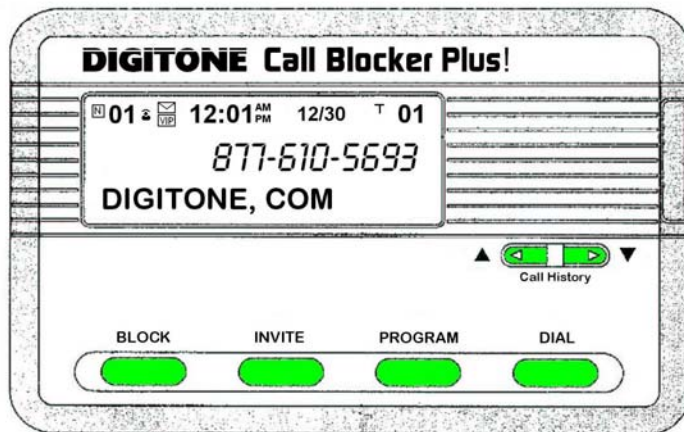 DIGITONE Call Blocker Plus!
N 01 VIP 12:01 AM PM 12/30 T 01
877-610-5693
DIGITONE, COM
Call History
BLOCK INVITE PROGRAM DIAL